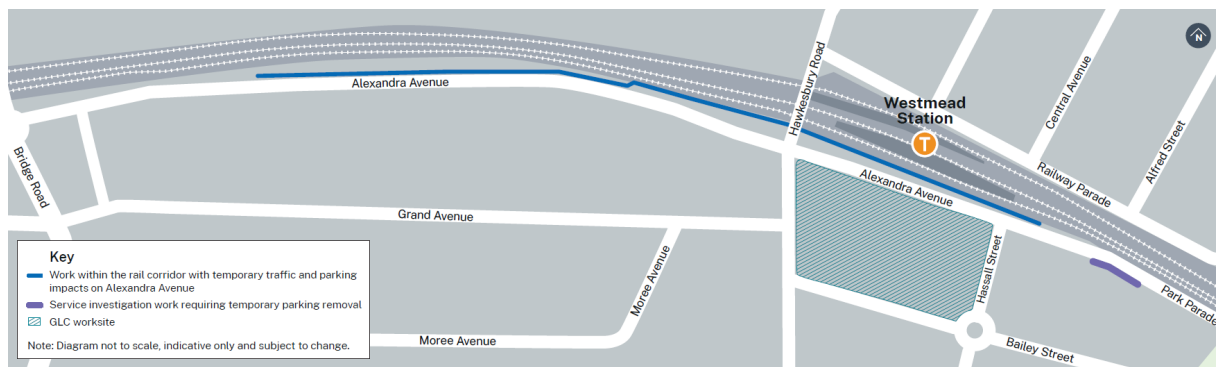 N
Hawkesbury Road
Westmead
Station
T
Central Avenue
Alfred Street
Railway Parade
Alexandra Avenue
Alexandra Avenue
Bridge Road
Grand Avenue
Moree Avenue
Hassall Street
Park Parade
Moree Avenue
Bailey Street
Key
Work within the rail corridor with temporary traffic and parking
impacts on Alexandra Avenue
Service investigation work requiring temporary parking removal
GLC worksite
Note: Diagram not to scale, indicative only and subject to change.